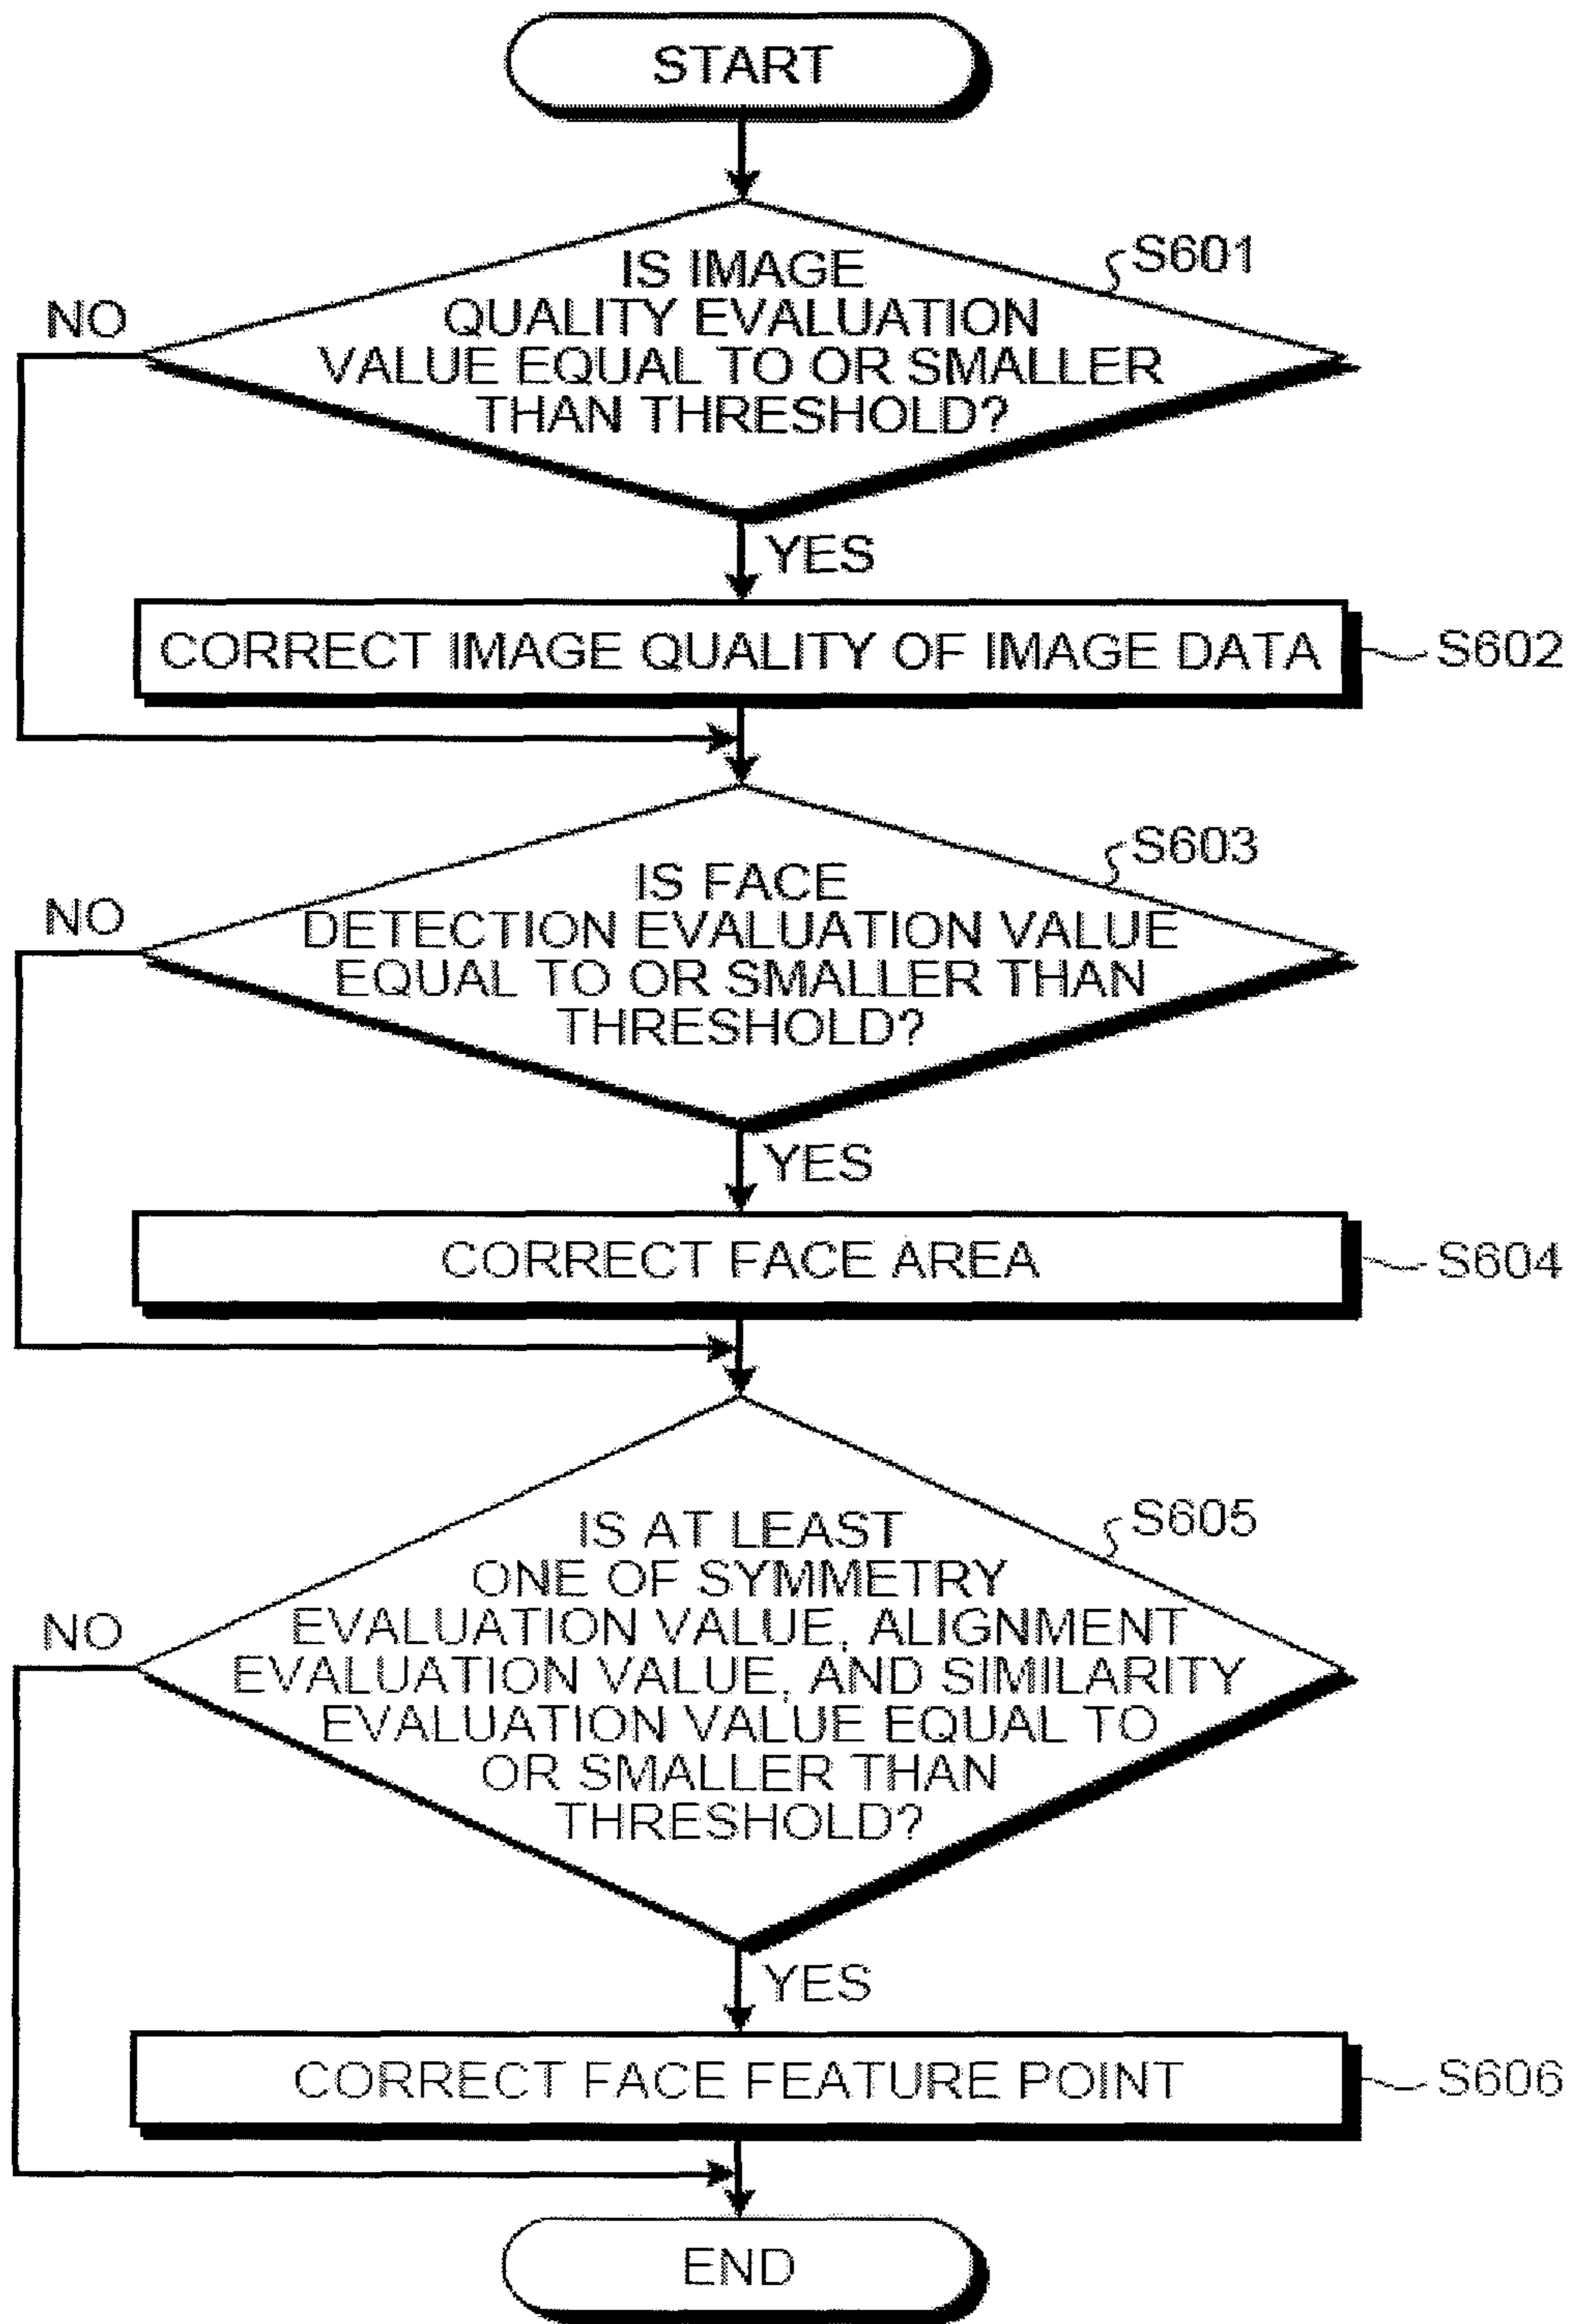 START
S601
IS IMAGE
QUALITY EVALUATION
VALUE EQUAL TO OR SMALLER
THAN THRESHOLD?
NO
YES
CORRECT IMAGE QUALITY OF IMAGE DATA
S602
S603
IS FACE
DETECTION EVALUATION VALUE
EQUAL TO OR SMALLER THAN
THRESHOLD?
NO
YES
CORRECT FACE AREA
S604
S605
IS AT LEAST
ONE OF SYMMETRY
EVALUATION VALUE, ALIGNMENT
EVALUATION VALUE, AND SIMILARITY
EVALUATION VALUE EQUAL TO
OR SMALLER THAN
THRESHOLD?
NO
YES
CORRECT FACE FEATURE POINT
S606
END